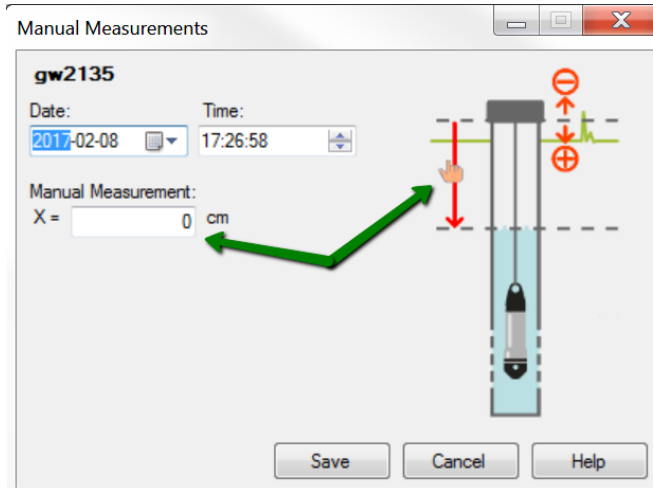 Manual Measurements
gw2135
Date: Time:
2017-02-08 17:26:58
Manual Measurement:
X = 0 cm
Save Cancel Help